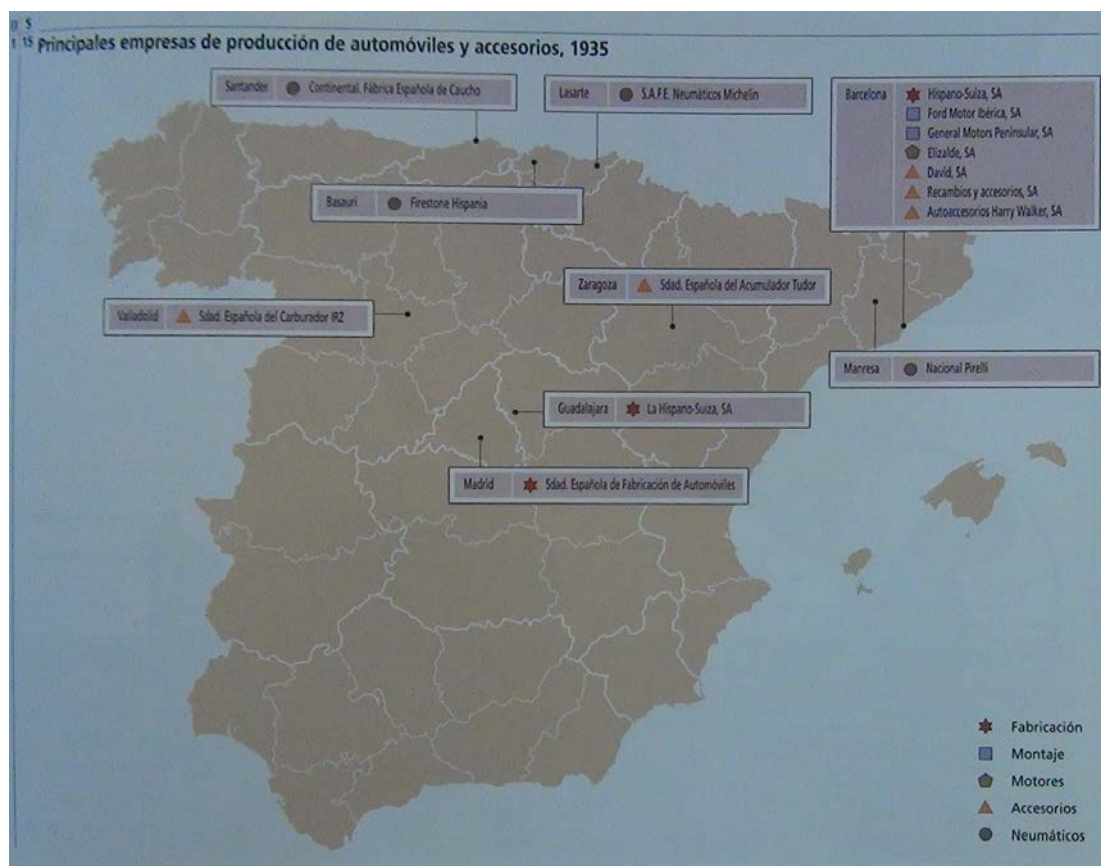 S
15 Principales empresas de producción de automóviles y accesorios, 1935
Santander Continental. Fábrica Española de Caucho
Lasarte S.A.F.E. Neumáticos Michelin
Barcelona Hispano-Suiza, SA
Ford Motor Ibérica, SA
General Motors Peninsular, SA
Elizalde, SA
David, SA
Recambios y accesorios, SA
Autoaccesorios Harry Walker, SA
Basauri Firestone Hispania
Zaragoza Sdad. Española del Acumulador Tudor
Valladolid Sdad. Española del Carburador IRZ
Manresa Nacional Pirelli
Guadalajara La Hispano-Suiza, SA
Madrid Sdad. Española de Fabricación de Automóviles
Fabricación
Montaje
Motores
Accesorios
Neumáticos